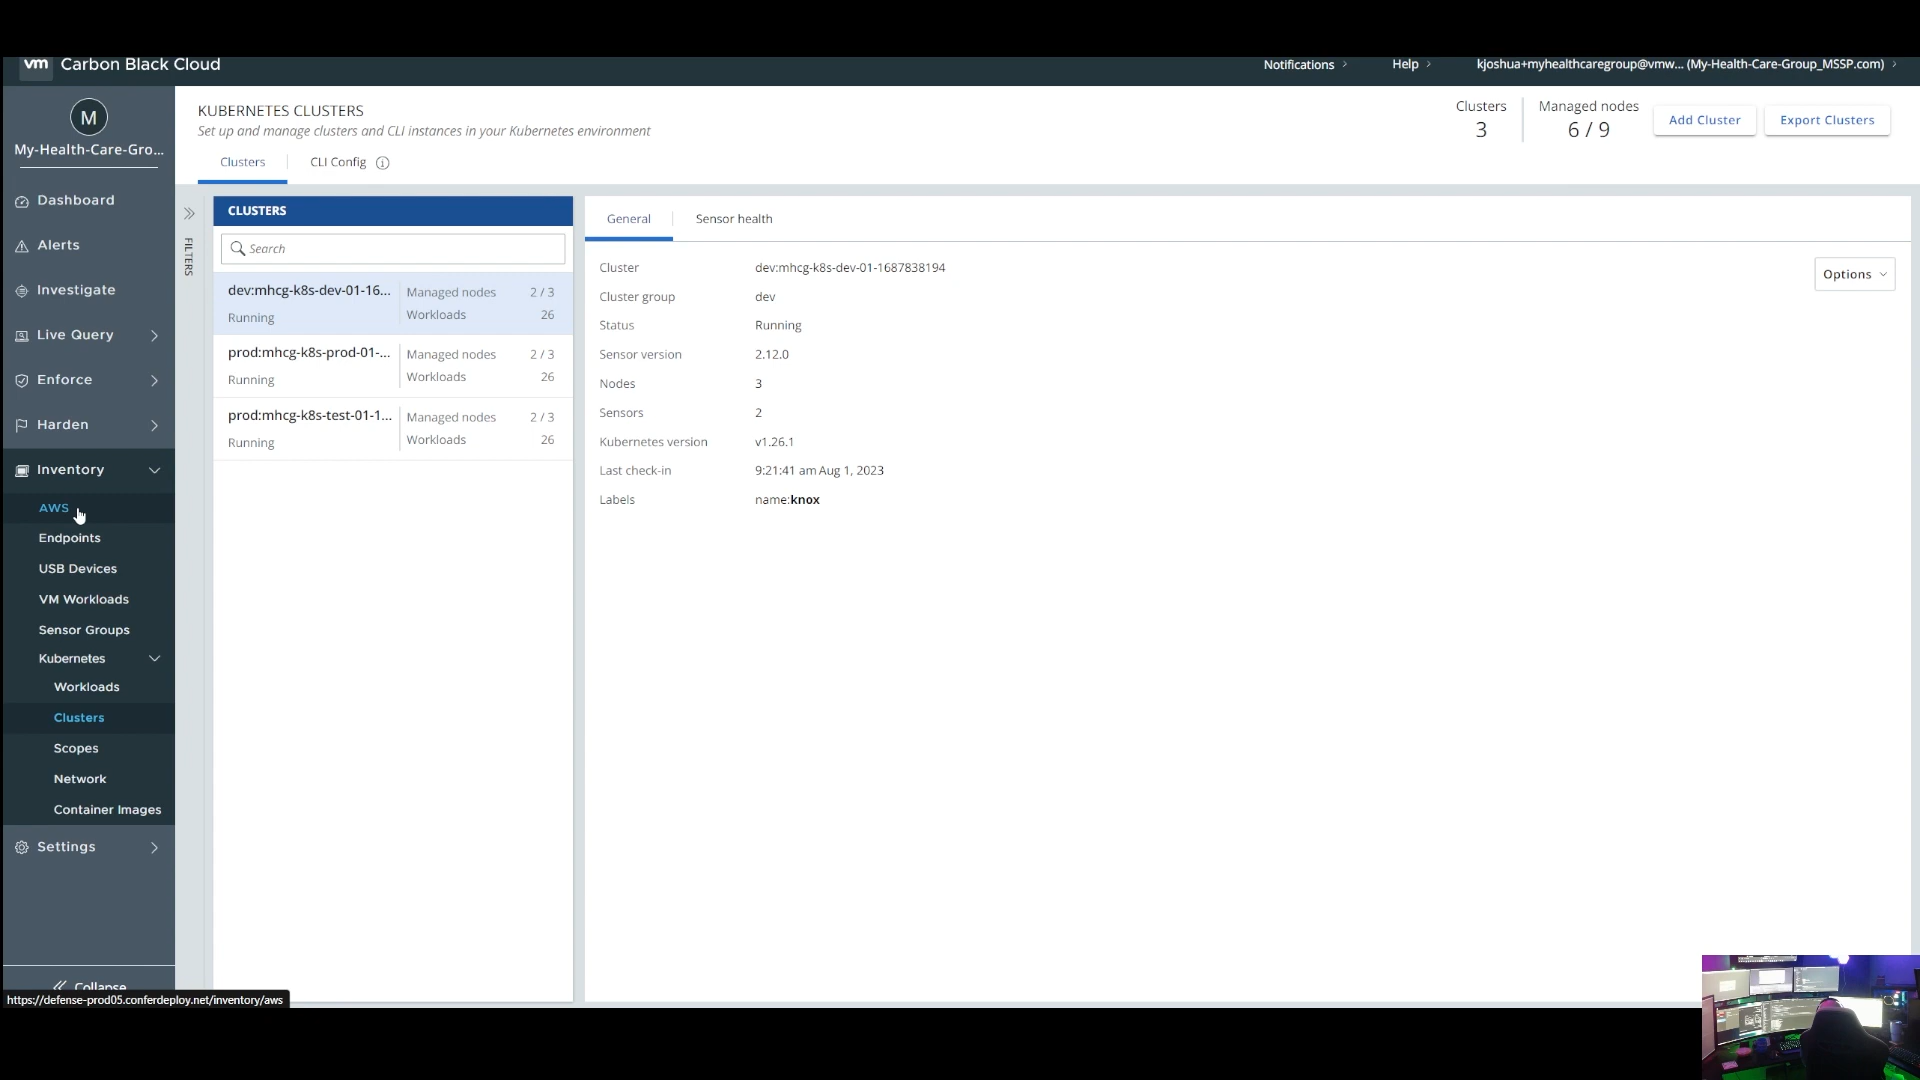 vm Carbon Black Cloud
Notifications
Help
kjoshua+myhealthcaregroup@vmw... (My-Health-Care-Group_MSSP.com)
M
My-Health-Care-Gro...
Dashboard
Alerts
Investigate
Live Query
Enforce
Harden
Inventory
AWS
Endpoints
USB Devices
VM Workloads
Sensor Groups
Kubernetes
Workloads
Clusters
Scopes
Network
Container Images
Settings
Collapse
https://defense-prod05.conferdeploy.net/inventory/aws
KUBERNETES CLUSTERS
Set up and manage clusters and CLI instances in your Kubernetes environment
Clusters
3
Managed nodes
6 / 9
Add Cluster
Export Clusters
Clusters
CLI Config
FILTERS
CLUSTERS
Search
dev:mhcg-k8s-dev-01-16...
Running
Managed nodes 2 / 3
Workloads 26
prod:mhcg-k8s-prod-01-...
Running
Managed nodes 2 / 3
Workloads 26
prod:mhcg-k8s-test-01-1...
Running
Managed nodes 2 / 3
Workloads 26
General
Sensor health
Options
Cluster dev:mhcg-k8s-dev-01-1687838194
Cluster group dev
Status Running
Sensor version 2.12.0
Nodes 3
Sensors 2
Kubernetes version v1.26.1
Last check-in 9:21:41 am Aug 1, 2023
Labels name:knox